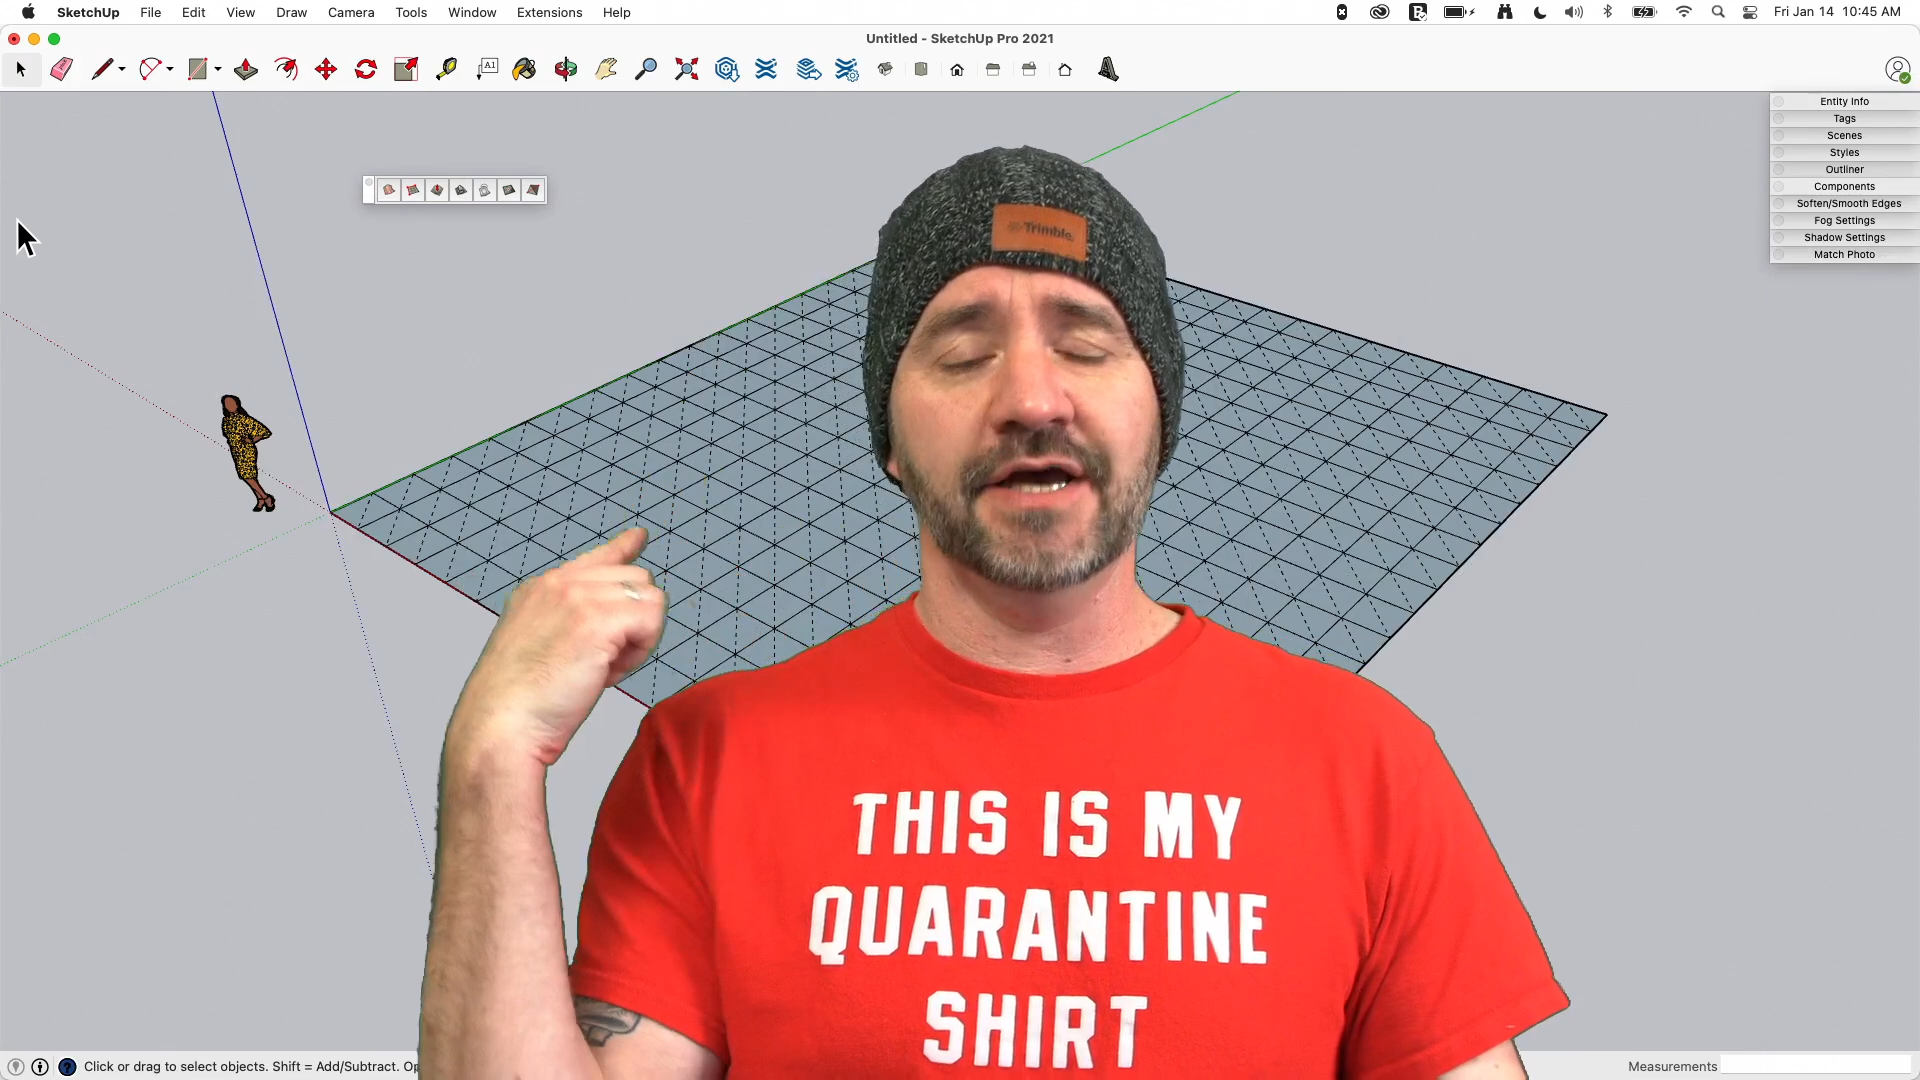 SketchUp File Edit View Draw Camera Tools Window Extensions Help Fri Jan 14 10:45 AM
Untitled - SketchUp Pro 2021
A1
Entity Info
Tags
Scenes
Styles
Outliner
Components
Soften/Smooth Edges
Fog Settings
Shadow Settings
Match Photo
Trimble
THIS IS MY
QUARANTINE
SHIRT
Click or drag to select objects. Shift = Add/Subtract.
Measurements